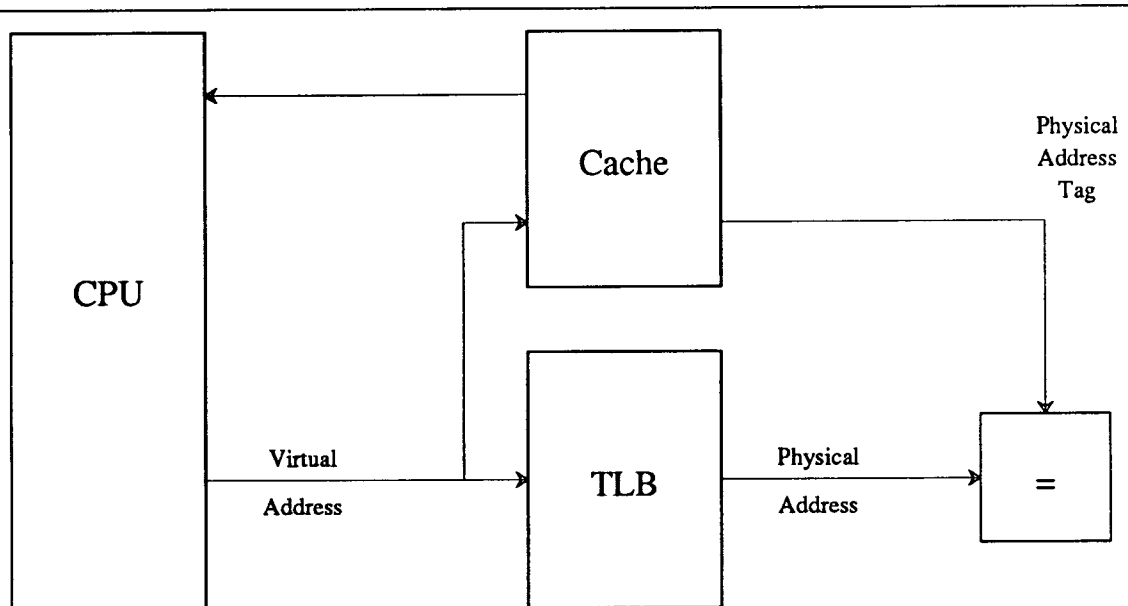 Cache
Physical
Address
Tag
CPU
Virtual
Address
TLB
Physical
Address
=